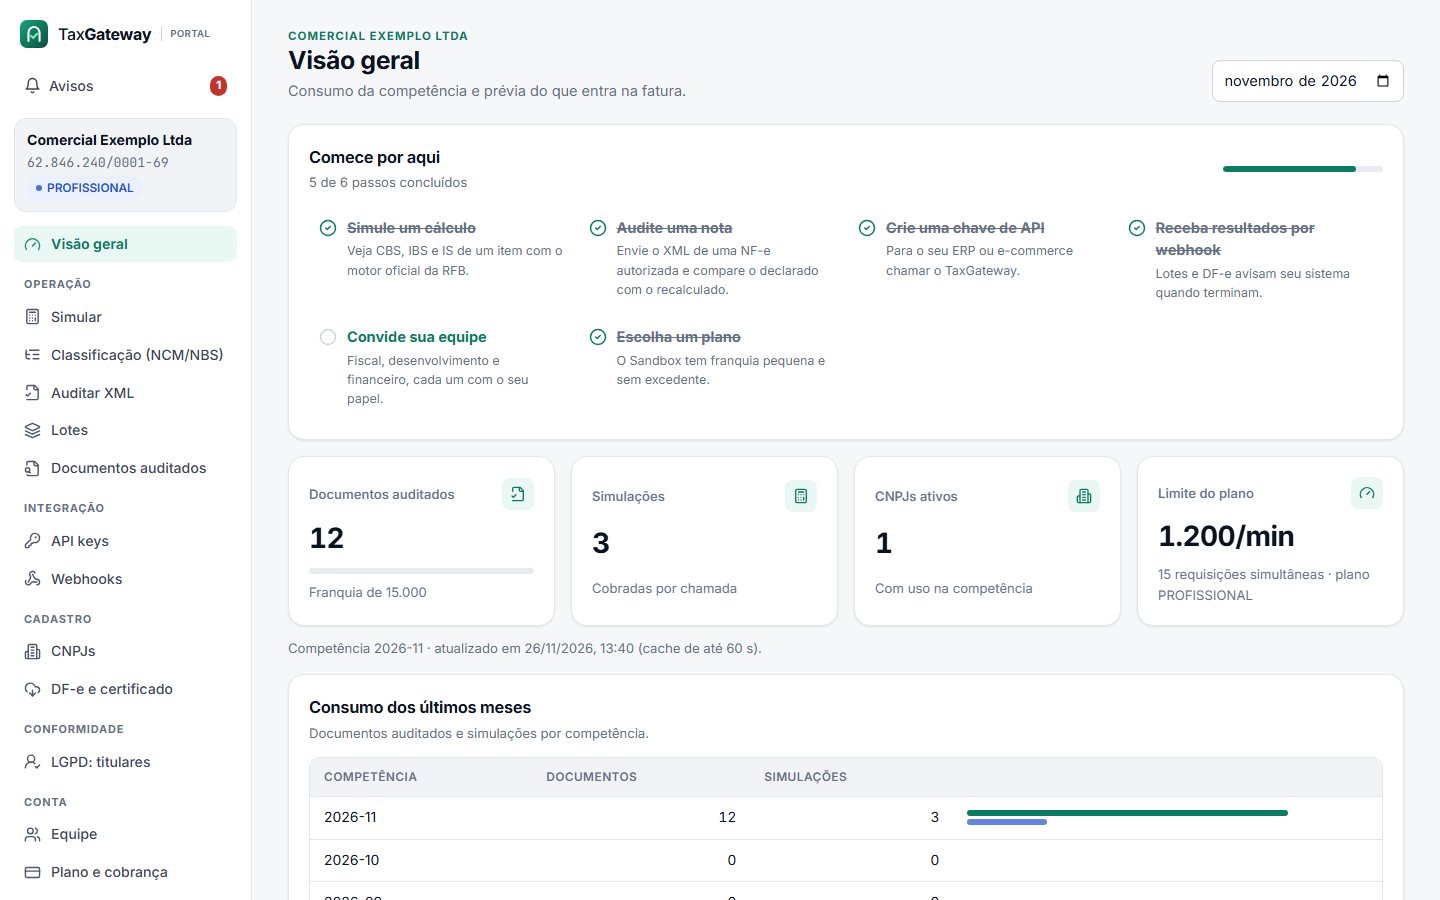 TaxGateway PORTAL
Avisos 1
Comercial Exemplo Ltda
62.846.240/0001-69
PROFISSIONAL
Visão geral
OPERAÇÃO
Simular
Classificação (NCM/NBS)
Auditar XML
Lotes
Documentos auditados
INTEGRAÇÃO
API keys
Webhooks
CADASTRO
CNPJs
DF-e e certificado
CONFORMIDADE
LGPD: titulares
CONTA
Equipe
Plano e cobrança
COMERCIAL EXEMPLO LTDA
Visão geral
Consumo da competência e prévia do que entra na fatura.
novembro de 2026
Comece por aqui
5 de 6 passos concluídos
Simule um cálculo
Veja CBS, IBS e IS de um item com o
motor oficial da RFB.
Audite uma nota
Envie o XML de uma NF-e
autorizada e compare o declarado
com o recalculado.
Crie uma chave de API
Para o seu ERP ou e-commerce
chamar o TaxGateway.
Receba resultados por
webhook
Lotes e DF-e avisam seu sistema
quando terminam.
Convide sua equipe
Fiscal, desenvolvimento e
financeiro, cada um com o seu
papel.
Escolha um plano
O Sandbox tem franquia pequena e
sem excedente.
Documentos auditados
12
Franquia de 15.000
Simulações
3
Cobradas por chamada
CNPJs ativos
1
Com uso na competência
Limite do plano
1.200/min
15 requisições simultâneas · plano
PROFISSIONAL
Competência 2026-11 · atualizado em 26/11/2026, 13:40 (cache de até 60 s).
Consumo dos últimos meses
Documentos auditados e simulações por competência.
COMPETÊNCIA DOCUMENTOS SIMULAÇÕES
2026-11 12 3
2026-10 0 0